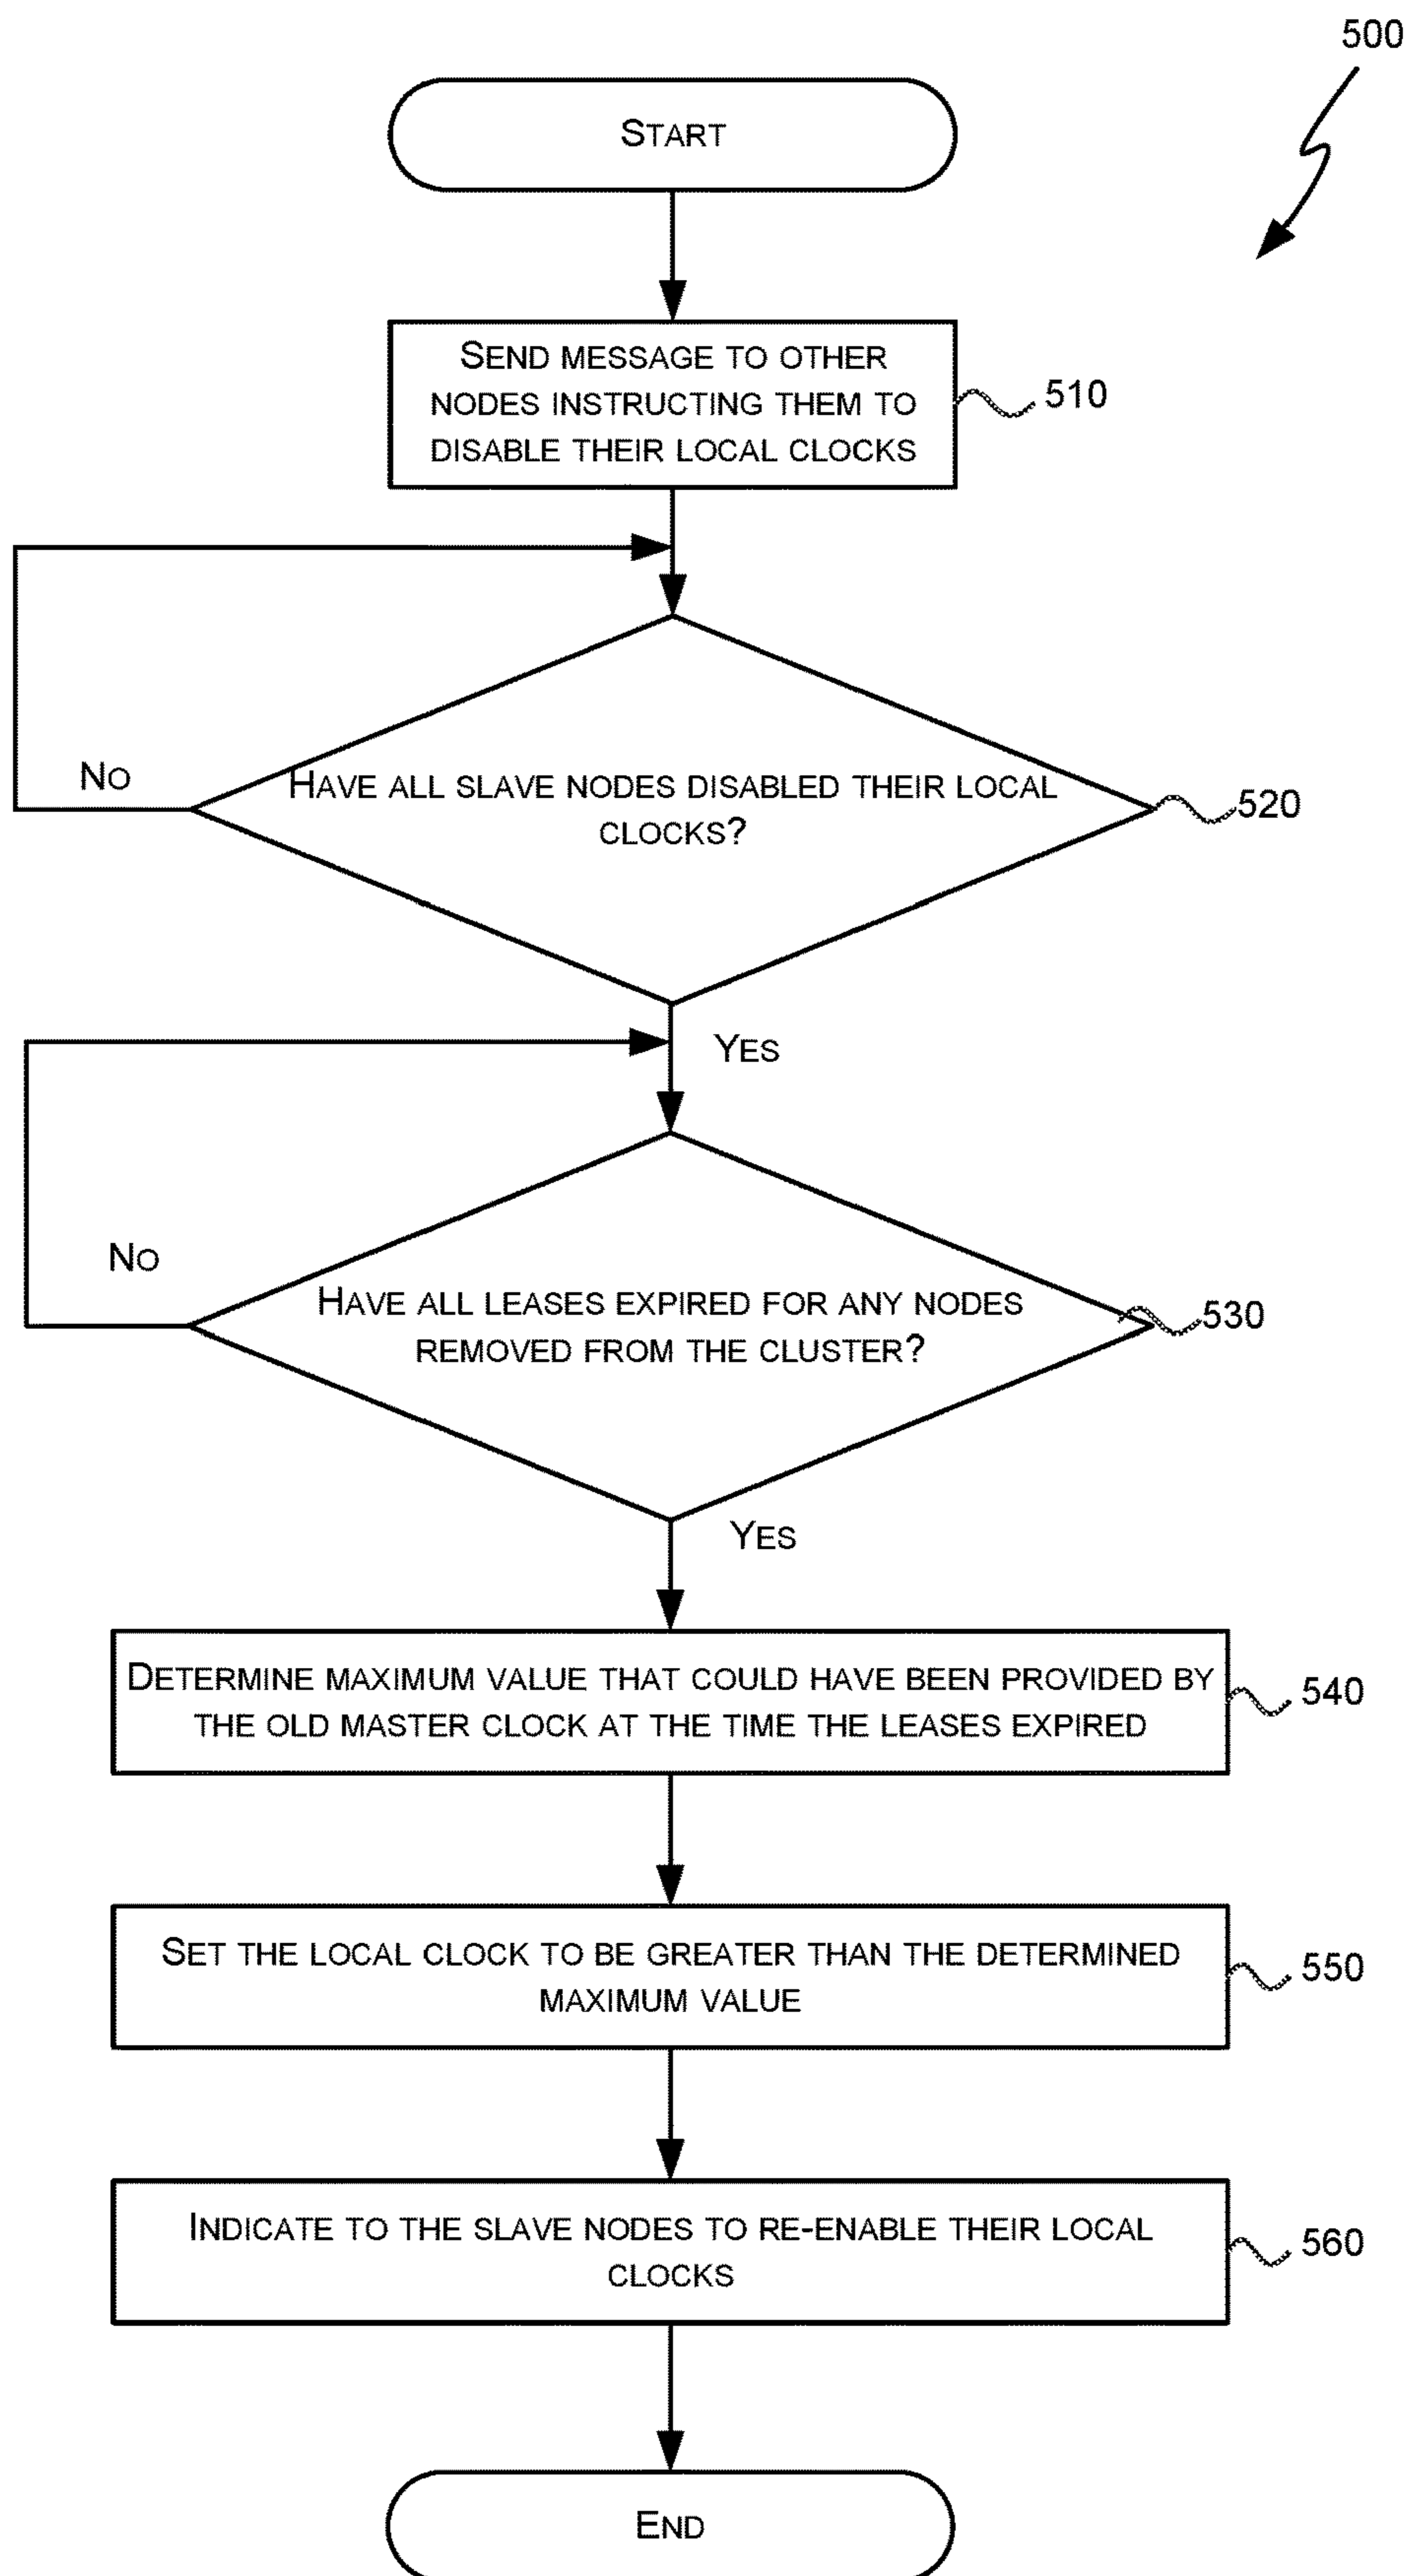 500
START
SEND MESSAGE TO OTHER
NODES INSTRUCTING THEM TO
DISABLE THEIR LOCAL CLOCKS
510
NO
HAVE ALL SLAVE NODES DISABLED THEIR LOCAL
CLOCKS?
520
YES
NO
HAVE ALL LEASES EXPIRED FOR ANY NODES
REMOVED FROM THE CLUSTER?
530
YES
DETERMINE MAXIMUM VALUE THAT COULD HAVE BEEN PROVIDED BY
THE OLD MASTER CLOCK AT THE TIME THE LEASES EXPIRED
540
SET THE LOCAL CLOCK TO BE GREATER THAN THE DETERMINED
MAXIMUM VALUE
550
INDICATE TO THE SLAVE NODES TO RE-ENABLE THEIR LOCAL
CLOCKS
560
END